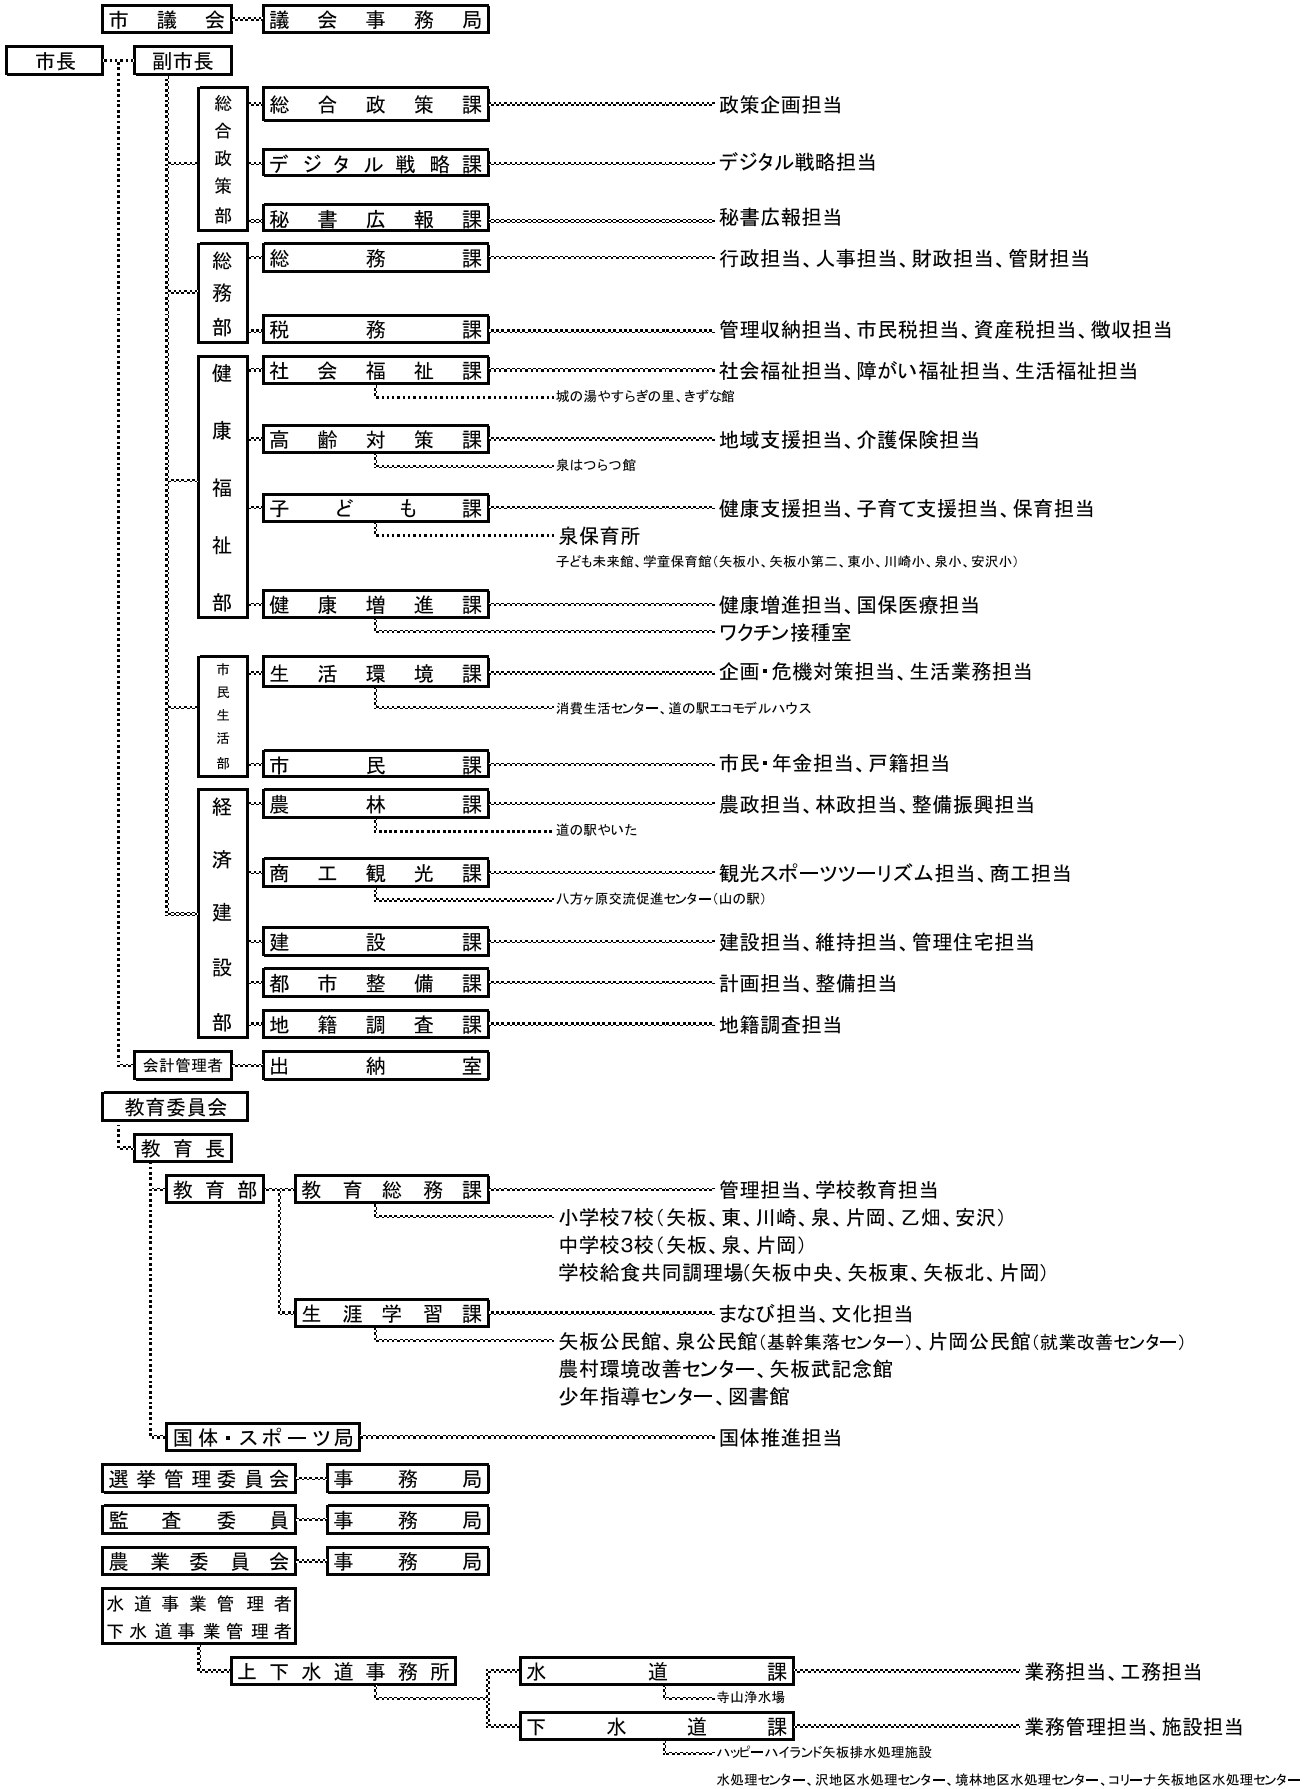 市議会 議会事務局
市長 副市長
総合政策部 総合政策課 政策企画担当
デジタル戦略課 デジタル戦略担当
秘書広報課 秘書広報担当
総務部 総務課 行政担当、人事担当、財政担当、管財担当
税務課 管理収納担当、市民税担当、資産税担当、徴収担当
健康福祉部 社会福祉課 社会福祉担当、障がい福祉担当、生活福祉担当
城の湯やすらぎの里、きずな館
高齢対策課 地域支援担当、介護保険担当
泉はつらつ館
子ども課 健康支援担当、子育て支援担当、保育担当
泉保育所
子ども未来館、学童保育館（矢板小、矢板小第二、東小、川崎小、泉小、安沢小）
健康増進課 健康増進担当、国保医療担当
ワクチン接種室
市民生活部 生活環境課 企画・危機対策担当、生活業務担当
消費生活センター、道の駅エコモデルハウス
市民課 市民・年金担当、戸籍担当
経済建設部 農林課 農政担当、林政担当、整備振興担当
道の駅やいた
商工観光課 観光スポーツツーリズム担当、商工担当
八方ヶ原交流促進センター（山の駅）
建設課 建設担当、維持担当、管理住宅担当
都市整備課 計画担当、整備担当
地籍調査課 地籍調査担当
会計管理者 出納室
教育委員会
教育長
教育部 教育総務課 管理担当、学校教育担当
小学校７校（矢板、東、川崎、泉、片岡、乙畑、安沢）
中学校３校（矢板、泉、片岡）
学校給食共同調理場（矢板中央、矢板東、矢板北、片岡）
生涯学習課 まなび担当、文化担当
矢板公民館、泉公民館（基幹集落センター）、片岡公民館（就業改善センター）
農村環境改善センター、矢板武記念館
少年指導センター、図書館
国体・スポーツ局 国体推進担当
選挙管理委員会 事務局
監査委員 事務局
農業委員会 事務局
水道事業管理者
下水道事業管理者
上下水道事務所 水道課 業務担当、工務担当
寺山浄水場
下水道課 業務管理担当、施設担当
ハッピーハイランド矢板排水処理施設
水処理センター、沢地区水処理センター、境林地区水処理センター、コリーナ矢板地区水処理センター